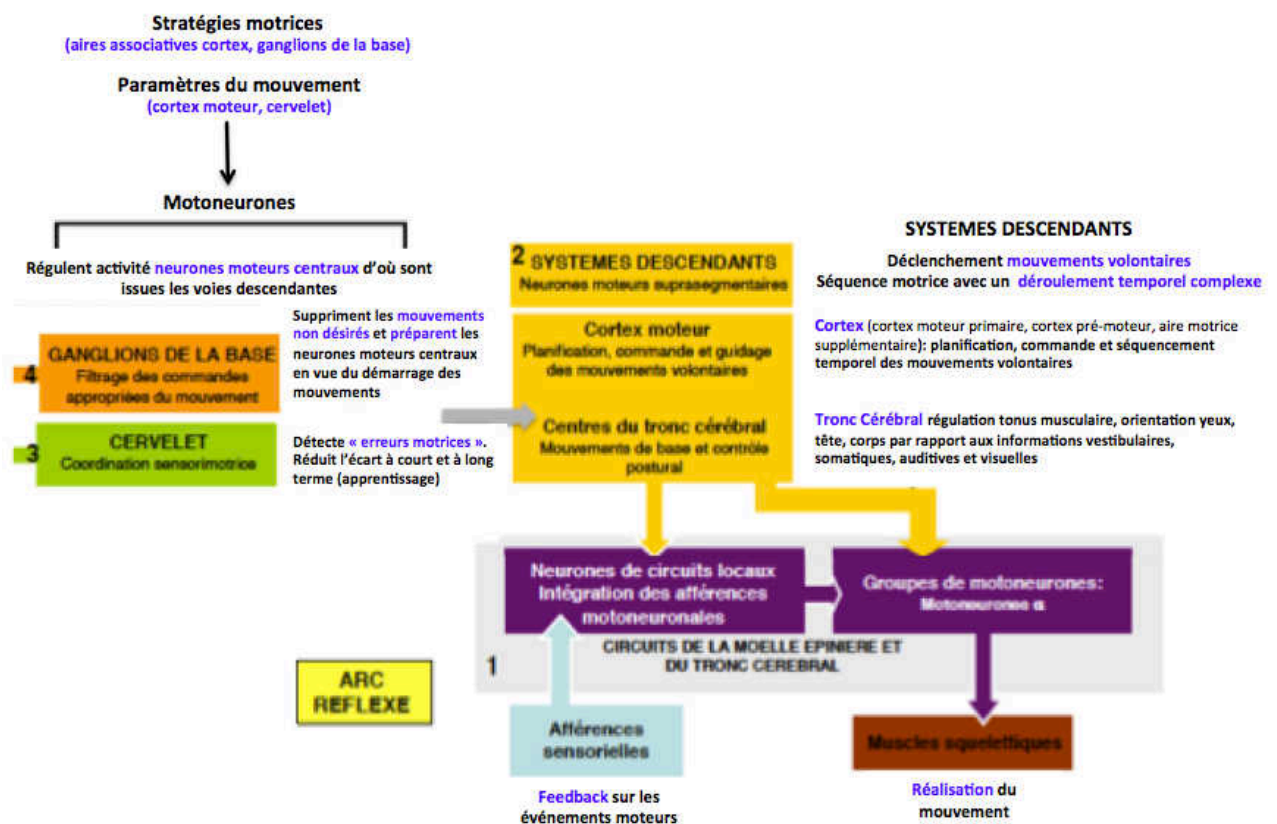 Stratégies motrices
(aires associatives cortex, ganglions de la base)
Paramètres du mouvement
(cortex moteur, cervelet)
Motoneurones
Régulent activité neurones moteurs centraux d'où sont
issues les voies descendantes
4
GANGLIONS DE LA BASE
Filtrage des commandes
appropriées du mouvement
Suppriment les mouvements
non désirés et préparent les
neurones moteurs centraux
en vue du démarrage des
mouvements
3
CERVELET
Coordination sensorimotrice
Détecte « erreurs motrices ».
Réduit l'écart à court et à long
terme (apprentissage)
2 SYSTEMES DESCENDANTS
Neurones moteurs suprasegmentaires
Cortex moteur
Planification, commande et guidage
des mouvements volontaires
Centres du tronc cérébral
Mouvements de base et contrôle
postural
SYSTEMES DESCENDANTS
Déclenchement mouvements volontaires
Séquence motrice avec un déroulement temporel complexe
Cortex (cortex moteur primaire, cortex pré-moteur, aire motrice
supplémentaire): planification, commande et séquencement
temporel des mouvements volontaires
Tronc Cérébral régulation tonus musculaire, orientation yeux,
tête, corps par rapport aux informations vestibulaires,
somatiques, auditives et visuelles
Neurones de circuits locaux
Intégration des afférences
motoneuronales
Groupes de motoneurones:
Motoneurones α
1
CIRCUITS DE LA MOELLE EPINIERE ET
DU TRONC CEREBRAL
ARC
REFLEXE
Afférences
sensorielles
Muscles squelettiques
Feedback sur les
événements moteurs
Réalisation du
mouvement